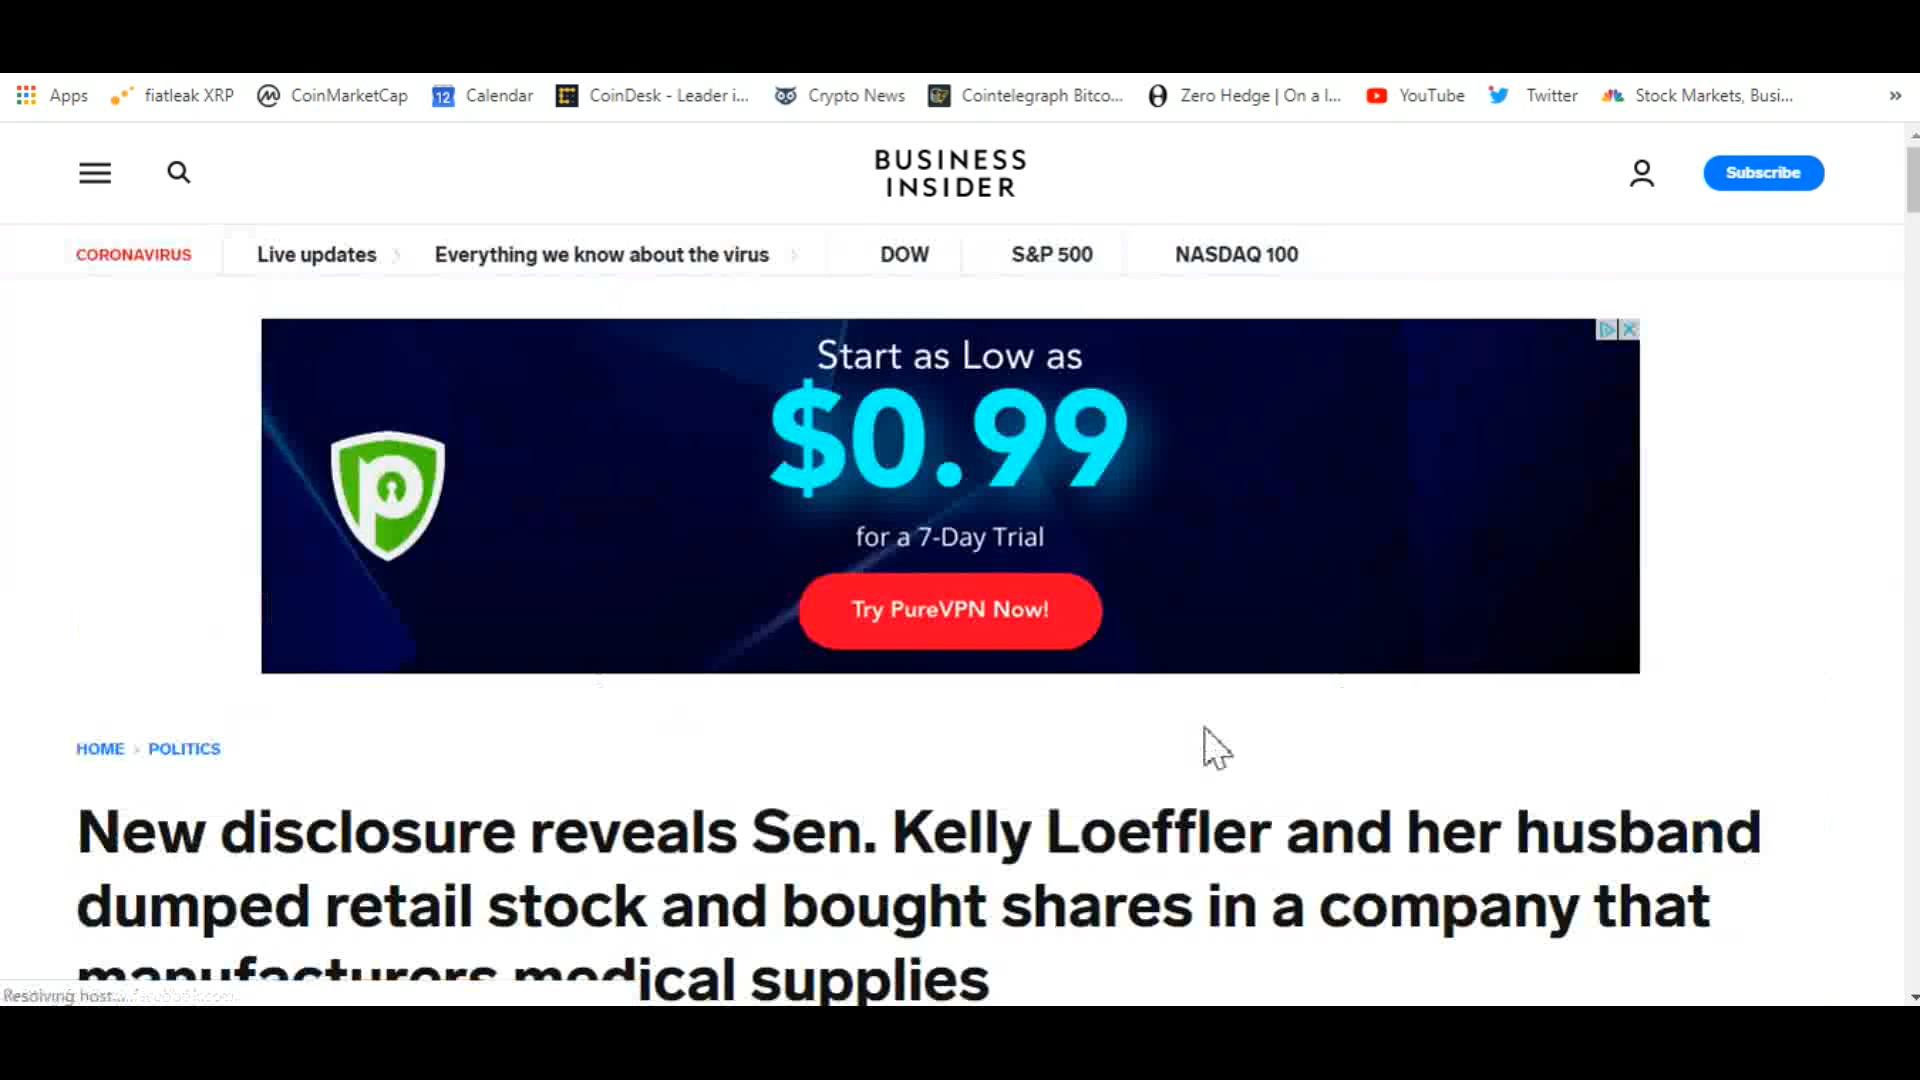 Apps fiatleak XRP CoinMarketCap 12 Calendar CoinDesk - Leader i... Crypto News Cointelegraph Bitco... Zero Hedge | On a l... YouTube Twitter Stock Markets, Busi... »
BUSINESS
INSIDER
Subscribe
CORONAVIRUS Live updates Everything we know about the virus DOW S&P 500 NASDAQ 100
Start as Low as
$0.99
for a 7-Day Trial
Try PureVPN Now!
HOME > POLITICS
New disclosure reveals Sen. Kelly Loeffler and her husband
dumped retail stock and bought shares in a company that
manufacturers medical supplies
Resolving host...